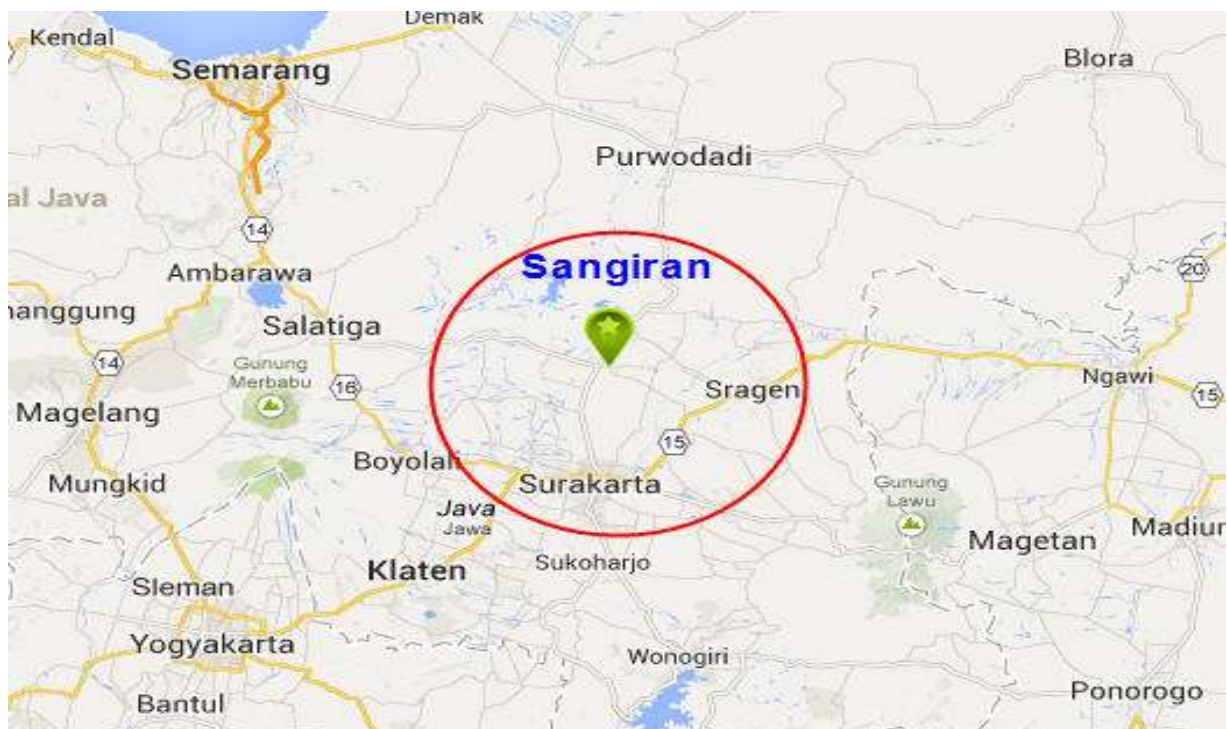 Demak
Kendal
Semarang
Blora
Purwodadi
al Java
14
Sangiran
Ambarawa
20
nanggung
Salatiga
14
Gunung
Merbabu
16
Sragen
Ngawi
15
Magelang
15
Boyolali
Mungkid
Surakarta
Gunung
Lawu
Java
Jawa
Magetan
Madiur
Klaten
Sukoharjo
Sleman
Yogyakarta
Wonogiri
Bantul
Ponorogo